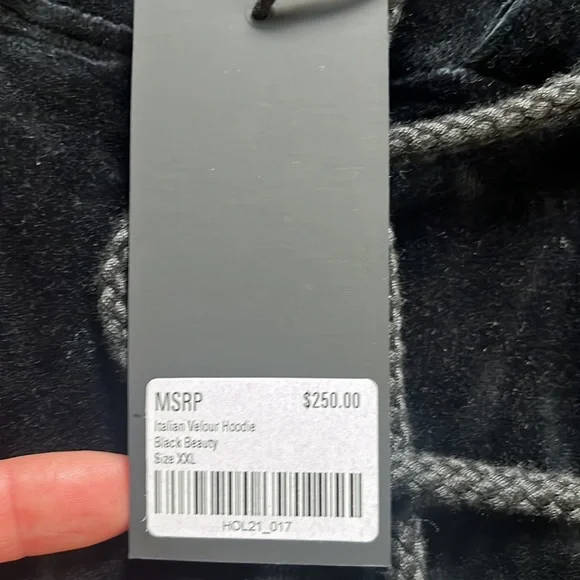 MSRP $250.00
Italian Velour Hoodie
Black Beauty
Size XXL
HOL21_017